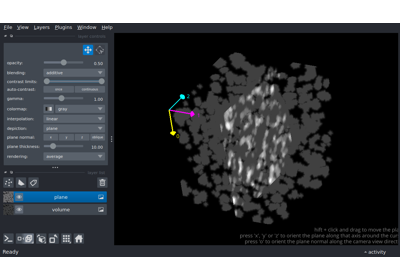 File View Layers Plugins Window Help
layer controls
opacity: 0.50
blending: additive
contrast limits:
auto-contrast: once continuous
gamma: 1.00
colormap: gray
interpolation: linear
depiction: plane
plane normal: x y z oblique
plane thickness: 10.00
rendering: average
layer list
plane
volume
Ready
activity
shift + click and drag to move the pl
press 'x', 'y' or 'z' to orient the plane along that axis around the cur
press 'o' to orient the plane normal along the camera view direct